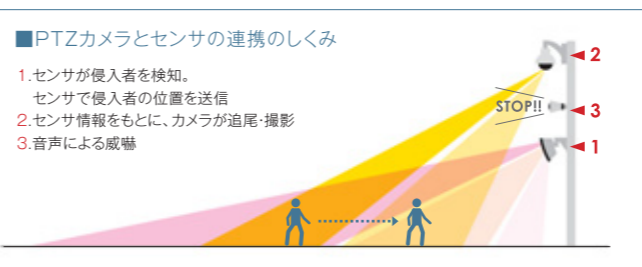 ■PTZカメラとセンサの連携のしくみ
1.センサが侵入者を検知。
センサで侵入者の位置を送信
2.センサ情報をもとに、カメラが追尾・撮影
3.音声による威嚇
2
STOP!!
3
1